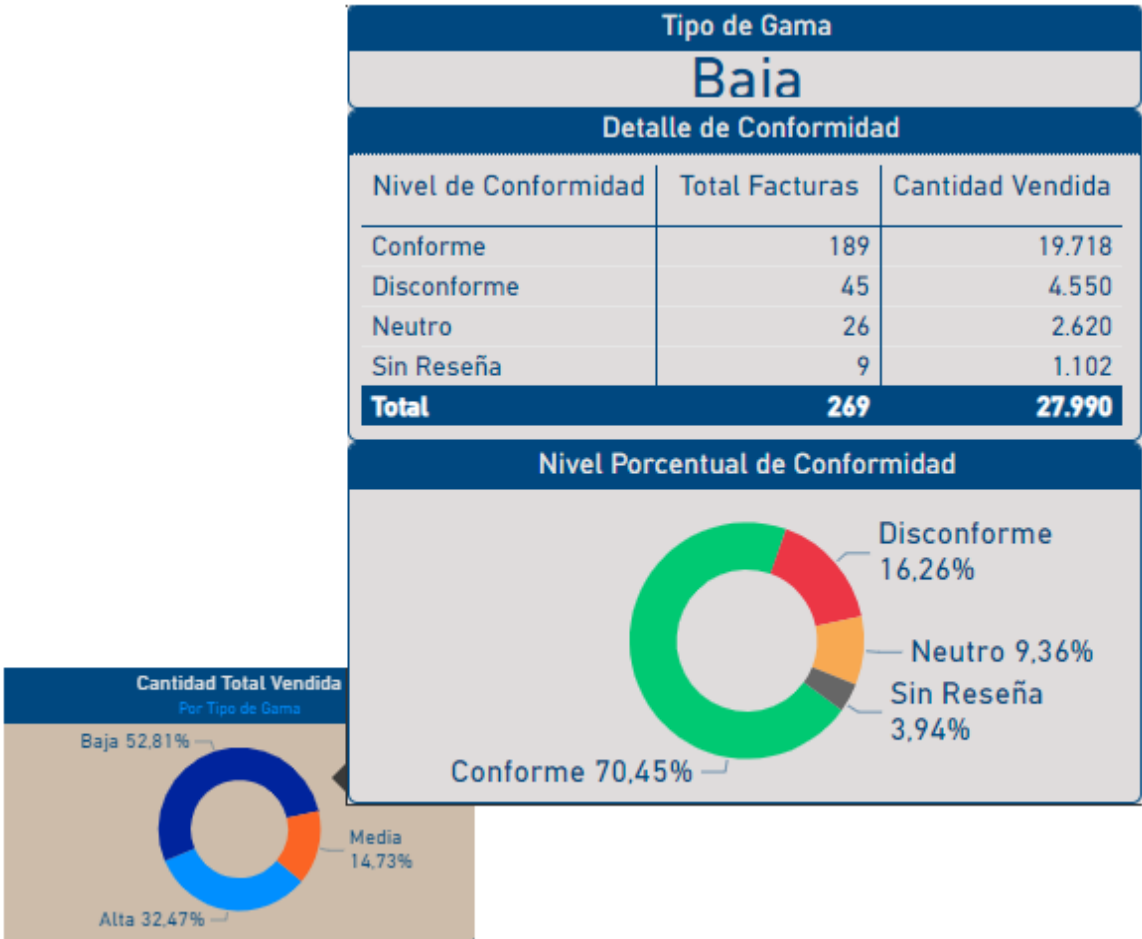 Tipo de Gama
Baja
Detalle de Conformidad
Nivel de Conformidad Total Facturas Cantidad Vendida
Conforme 189 19.718
Disconforme 45 4.550
Neutro 26 2.620
Sin Reseña 9 1.102
Total 269 27.990
Nivel Porcentual de Conformidad
Disconforme
16,26%
Neutro 9,36%
Sin Reseña
3,94%
Conforme 70,45%
Cantidad Total Vendida
Por Tipo de Gama
Baja 52,81%
Media
14,73%
Alta 32,47%